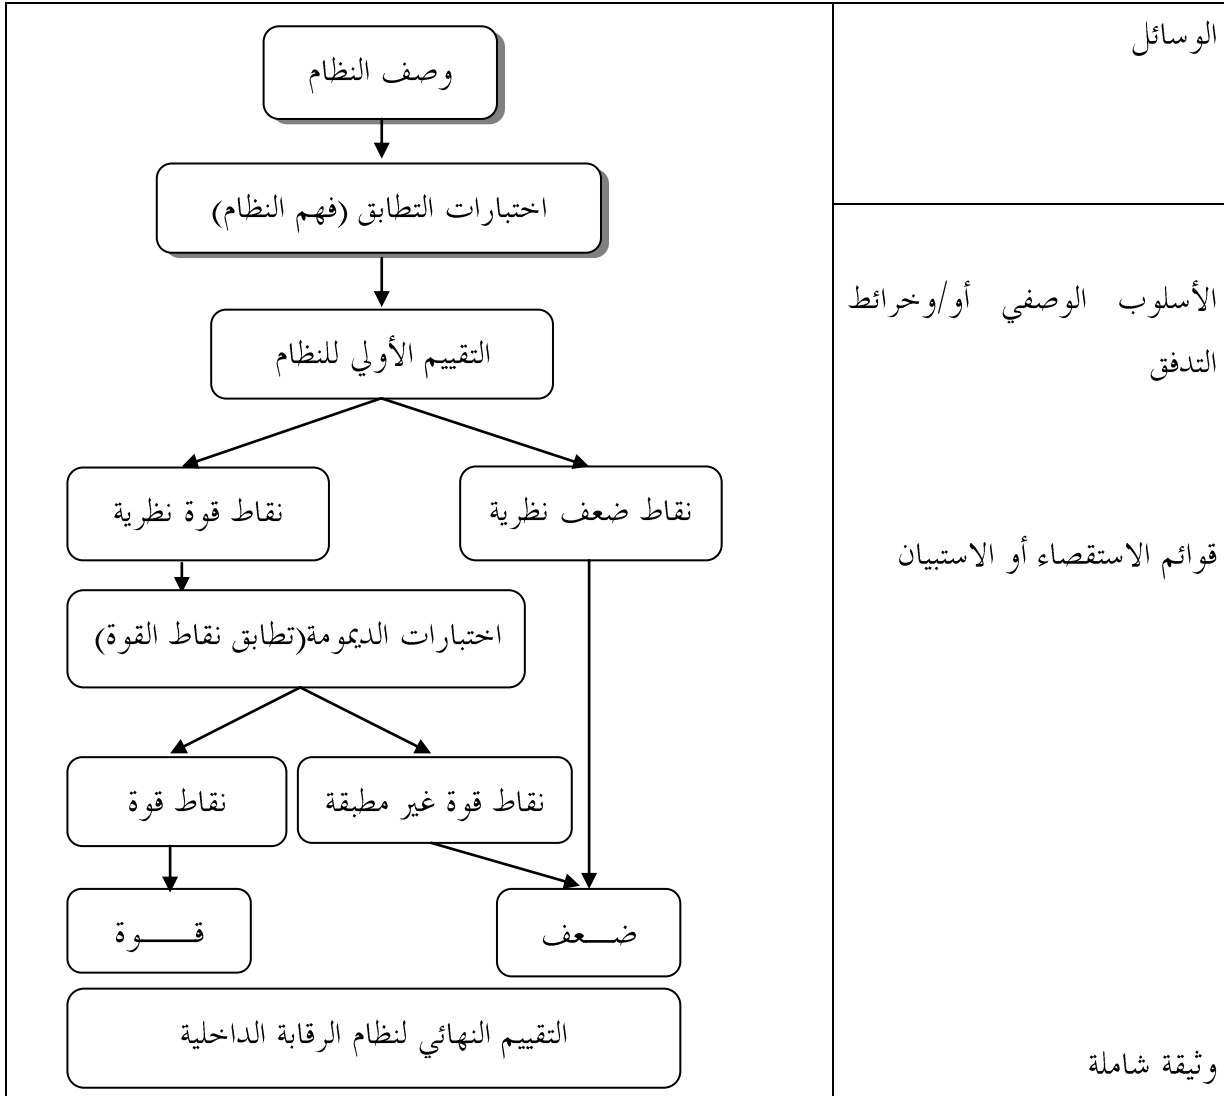 الوسائل
وصف النظام
اختبارات التطابق (فهم النظام)
الأسلوب الوصفي أو/وخرائط
التدفق
التقييم الأولي للنظام
نقاط ضعف نظرية
نقاط قوة نظرية
قوائم الاستقصاء أو الاستبيان
اختبارات الديمومة(تطابق نقاط القوة)
نقاط قوة غير مطبقة
نقاط قوة
ضـــعف
قــــــوة
التقييم النهائي لنظام الرقابة الداخلية
وثيقة شاملة